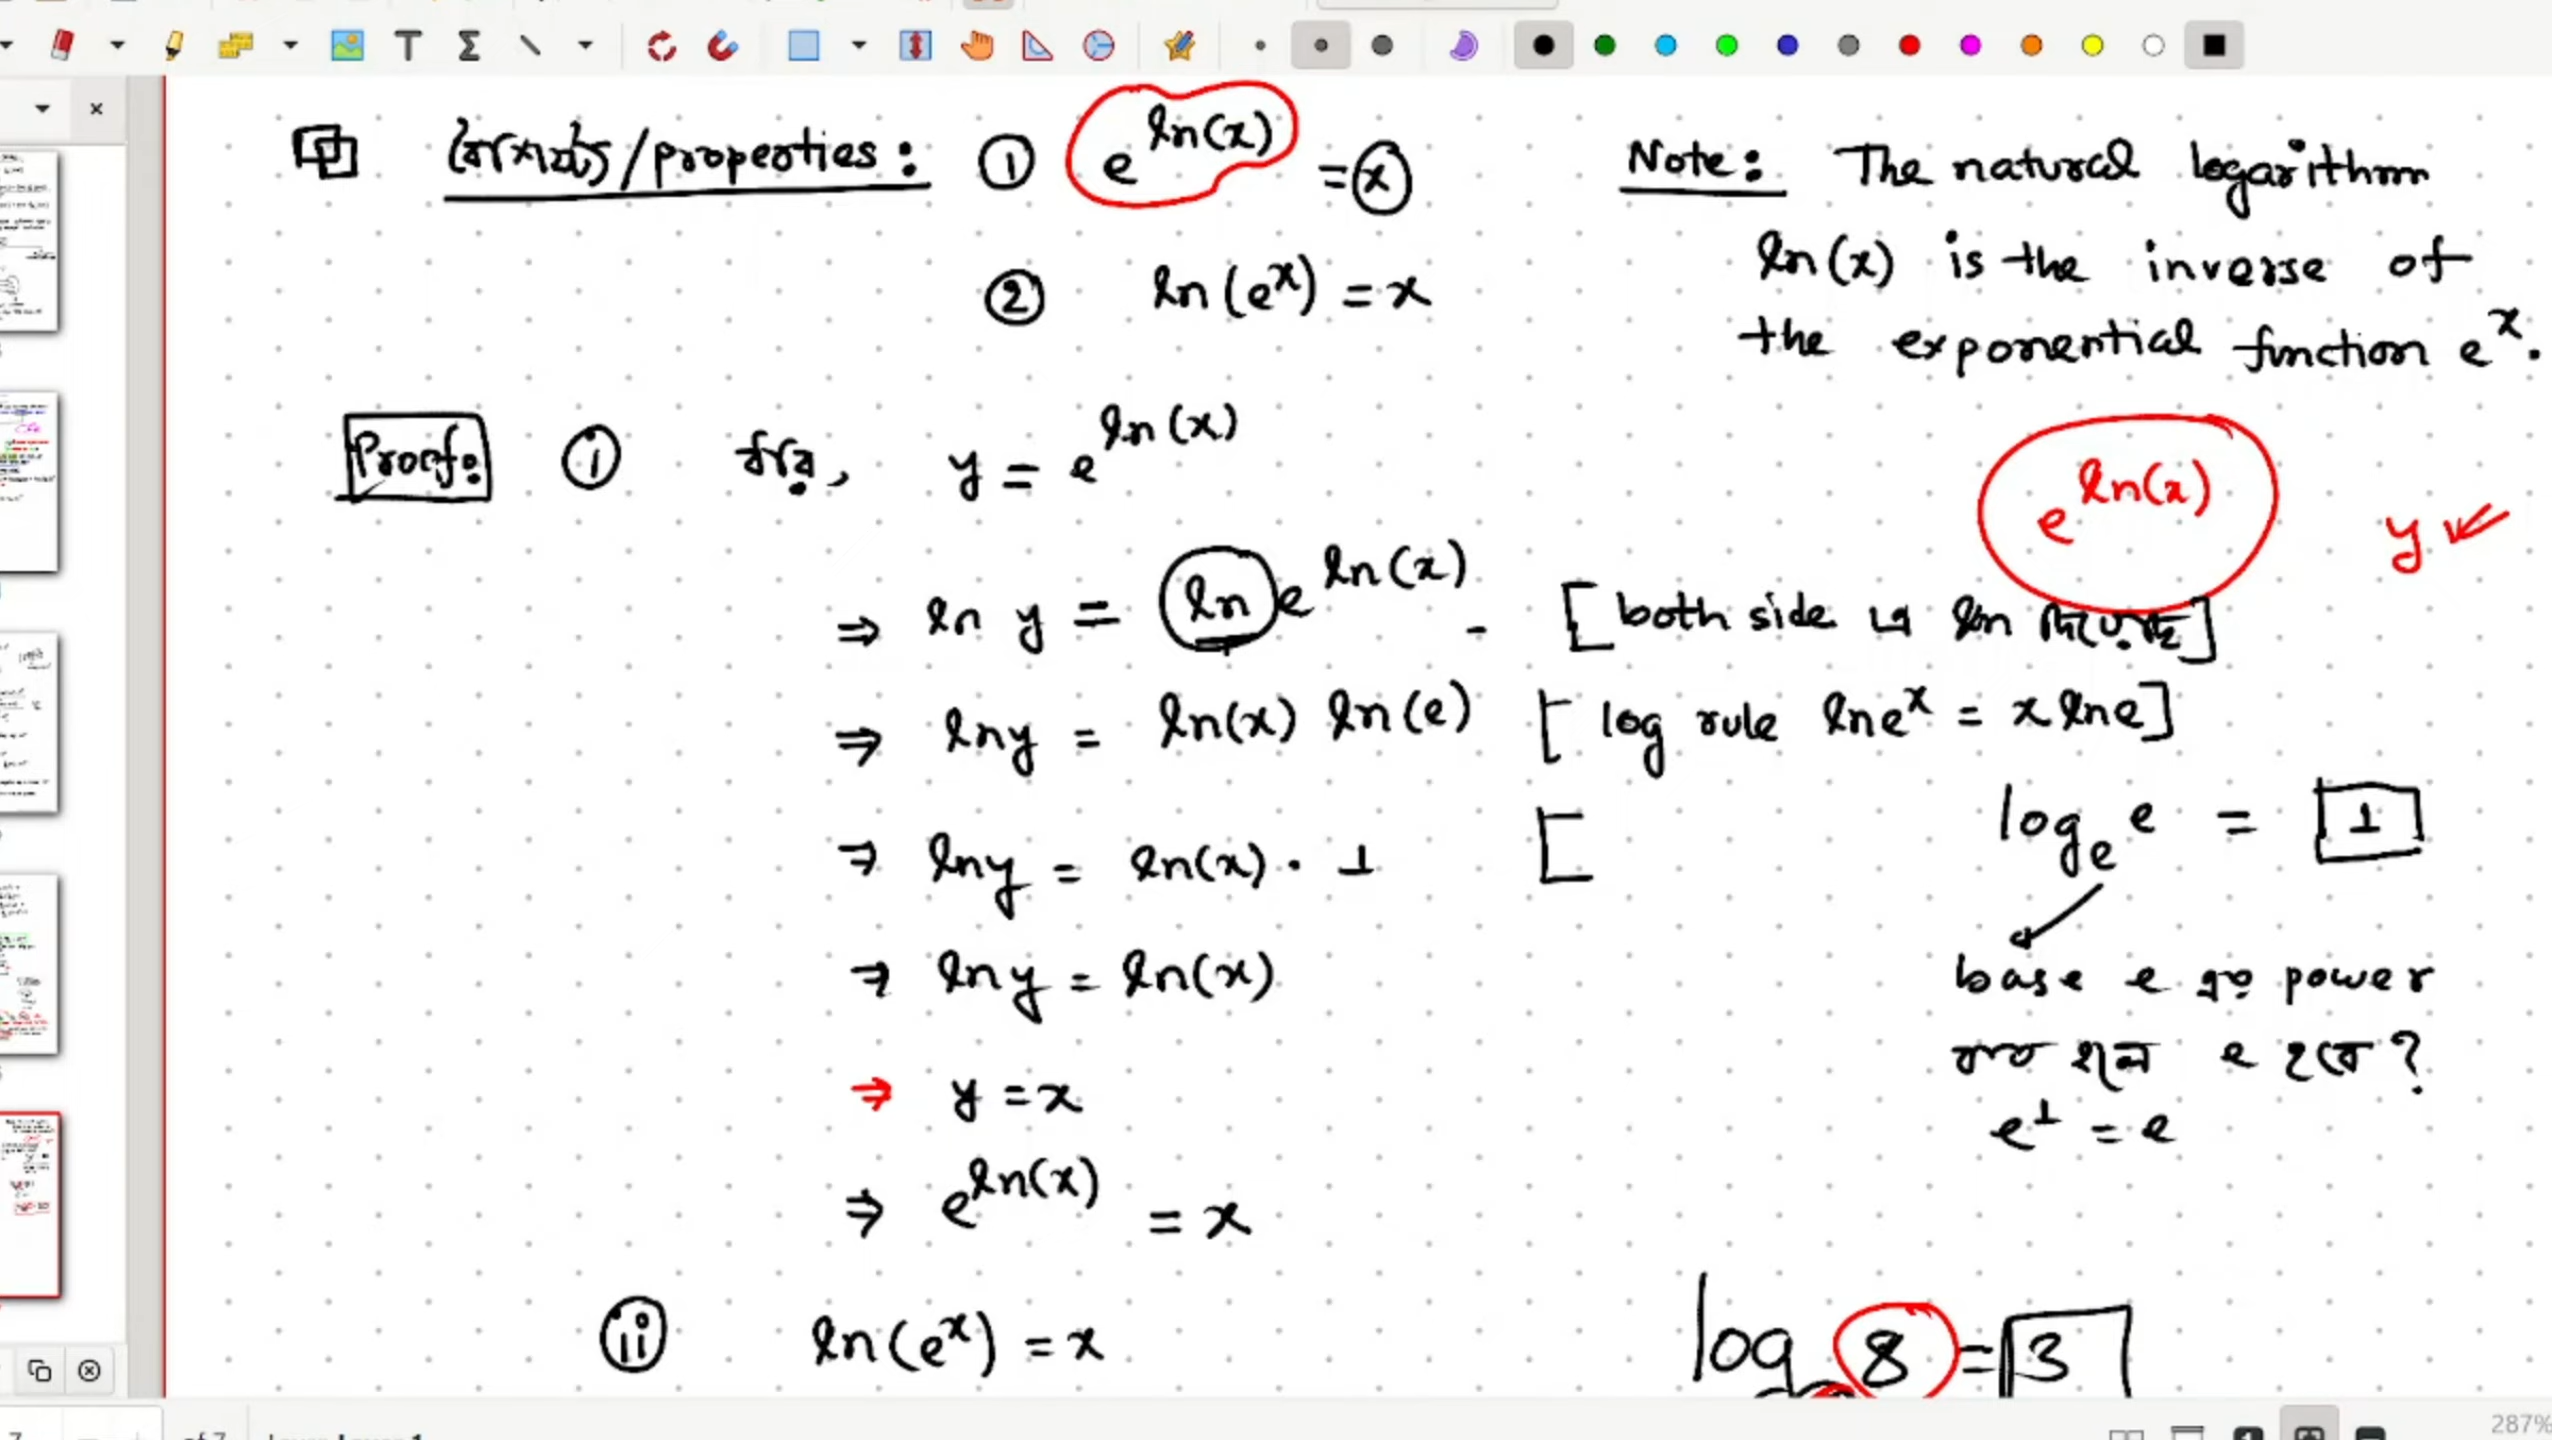 বৈশিষ্ট্য/properties: ① e^ln(x) = x
② ln(e^x) = x
Note: The natural logarithm
ln(x) is the inverse of
the exponential function e^x.
Proof: ⓘ ধরি, y = e^ln(x)
e^ln(x) y
⇒ ln y = ln e^ln(x) - [both side এ ln নিয়ে]
⇒ lny = ln(x) ln(e) [log rule lne^x = x lne]
⇒ lny = ln(x) · 1 [
log_e e = 1
⇒ lny = ln(x)
base e এর power
কত হলে e হবে?
e^1 = e
⇒ y = x
⇒ e^ln(x) = x
ⓘⓘ ln(e^x) = x
log 8 = 3
287%